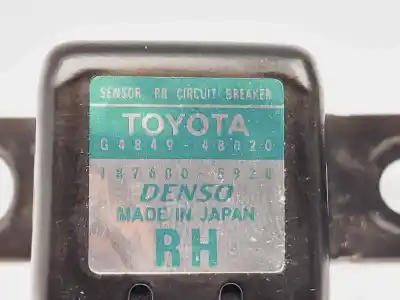 SENSOR, RR CIRCUIT BREAKER
TOYOTA
G4849-48020
187600-5920
DENSO
MADE IN JAPAN
RH